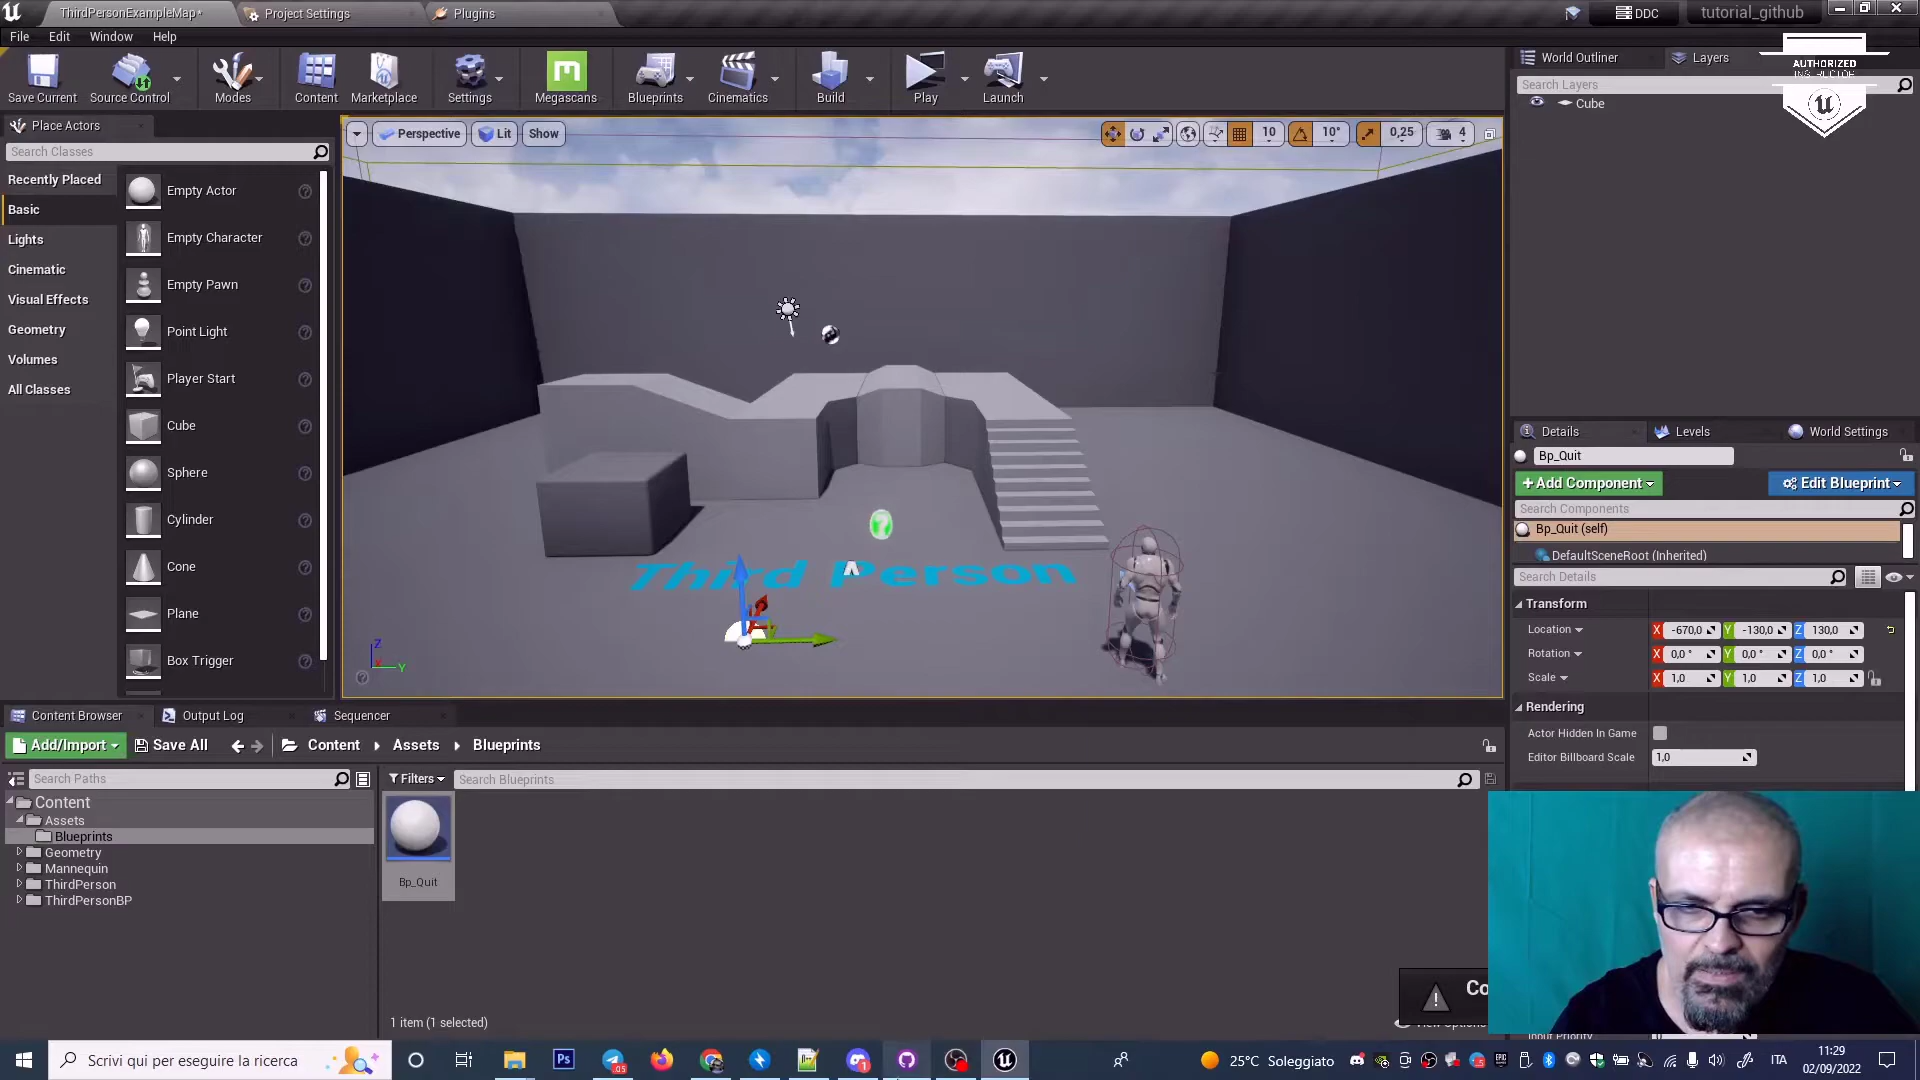 ThirdPersonExampleMap*
Project Settings
Plugins
DDC
tutorial_github
File Edit Window Help
Save Current
Source Control
Modes
Content
Marketplace
Settings
Megascans
Blueprints
Cinematics
Build
Play
Launch
World Outliner
Layers
Search Layers
Cube
AUTHORIZED
INSTRUCTOR
Place Actors
Search Classes
Recently Placed
Basic
Lights
Cinematic
Visual Effects
Geometry
Volumes
All Classes
Empty Actor
Empty Character
Empty Pawn
Point Light
Player Start
Cube
Sphere
Cylinder
Cone
Plane
Box Trigger
Perspective
Lit
Show
10
10°
0,25
4
Third Person
Z
X
Y
Details
Levels
World Settings
Bp_Quit
+Add Component
Edit Blueprint
Search Components
Bp_Quit (self)
DefaultSceneRoot (Inherited)
Search Details
Transform
Location X -670,0 Y -130,0 Z 130,0
Rotation X 0,0 ° Y 0,0 ° Z 0,0 °
Scale X 1,0 Y 1,0 Z 1,0
Rendering
Actor Hidden In Game
Editor Billboard Scale 1,0
Content Browser
Output Log
Sequencer
Add/Import
Save All
Content
Assets
Blueprints
Search Paths
Filters
Search Blueprints
Content
Assets
Blueprints
Geometry
Mannequin
ThirdPerson
ThirdPersonBP
Bp_Quit
1 item (1 selected)
Co
Input Priority
Scrivi qui per eseguire la ricerca
Ps
25°C Soleggiato
ITA
11:29
02/09/2022